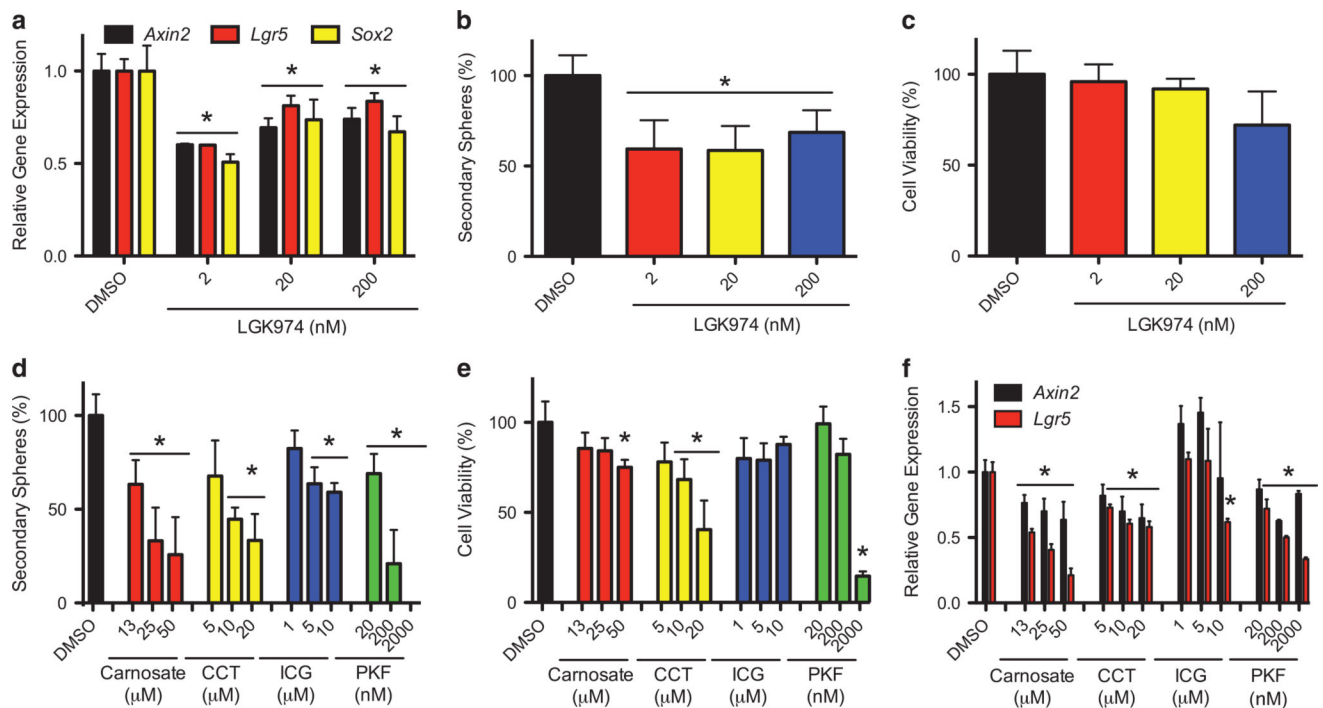 a
Axin2 Lgr5 Sox2
Relative Gene Expression
1.0
0.5
0.0
* * *
DMSO 2 20 200
LGK974 (nM)
b
Secondary Spheres (%)
100
50
0
*
DMSO 2 20 200
LGK974 (nM)
c
Cell Viability (%)
100
50
0
DMSO 2 20 200
LGK974 (nM)
d
Secondary Spheres (%)
100
50
0
* * * *
DMSO 13 25 50 5 10 20 1 5 10 20 200 2000
Carnosate CCT ICG PKF
(μM) (μM) (μM) (nM)
e
Cell Viability (%)
100
50
0
* * *
DMSO 13 25 50 5 10 20 1 5 10 20 200 2000
Carnosate CCT ICG PKF
(μM) (μM) (μM) (nM)
f
Axin2
Lgr5
Relative Gene Expression
1.5
1.0
0.5
0.0
* * * *
DMSO 13 25 50 5 10 20 1 5 10 20 200 2000
Carnosate CCT ICG PKF
(μM) (μM) (μM) (nM)